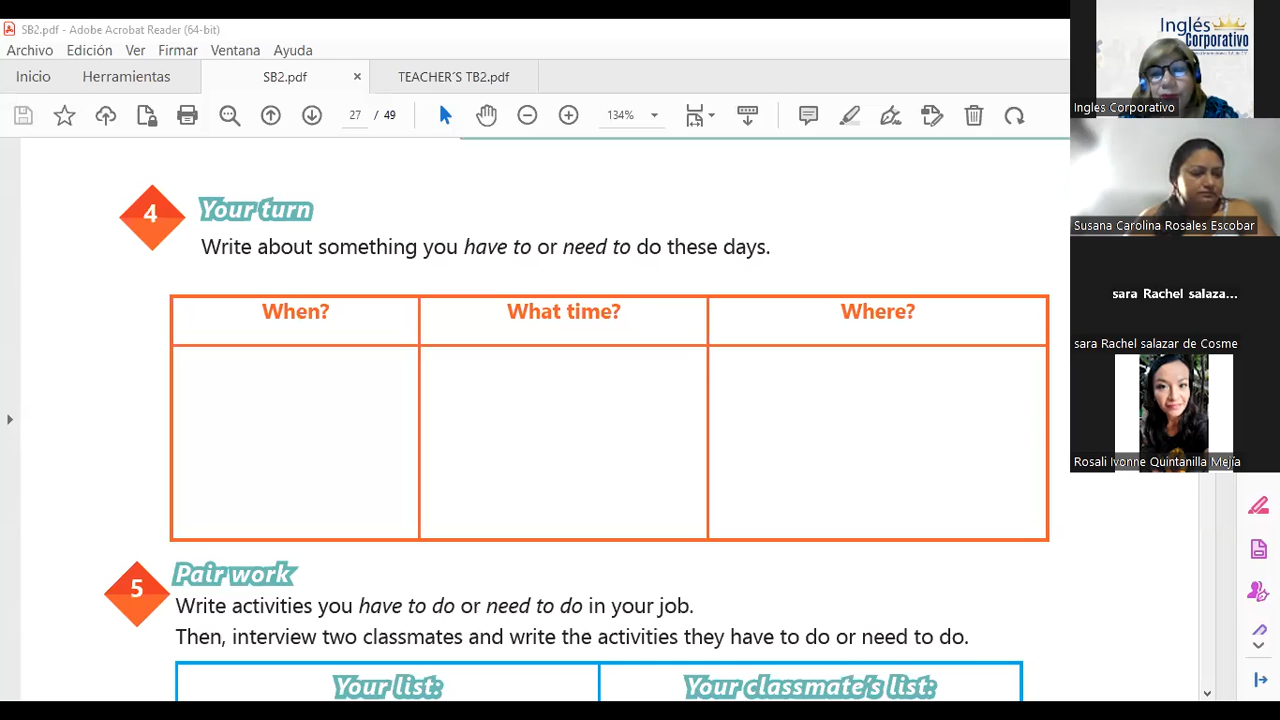 SB2.pdf - Adobe Acrobat Reader (64-bit)
Archivo Edición Ver Firmar Ventana Ayuda
Inicio Herramientas SB2.pdf × TEACHER´S TB2.pdf
27 / 49 134%
4 Your turn
Write about something you have to or need to do these days.
When? What time? Where?
5 Pair work
Write activities you have to do or need to do in your job.
Then, interview two classmates and write the activities they have to do or need to do.
Your list: Your classmate's list:
Inglés
Corporativo
Ingles Corporativo
Susana Carolina Rosales Escobar
sara Rachel salaza...
sara Rachel salazar de Cosme
Rosali Ivonne Quintanilla Mejía